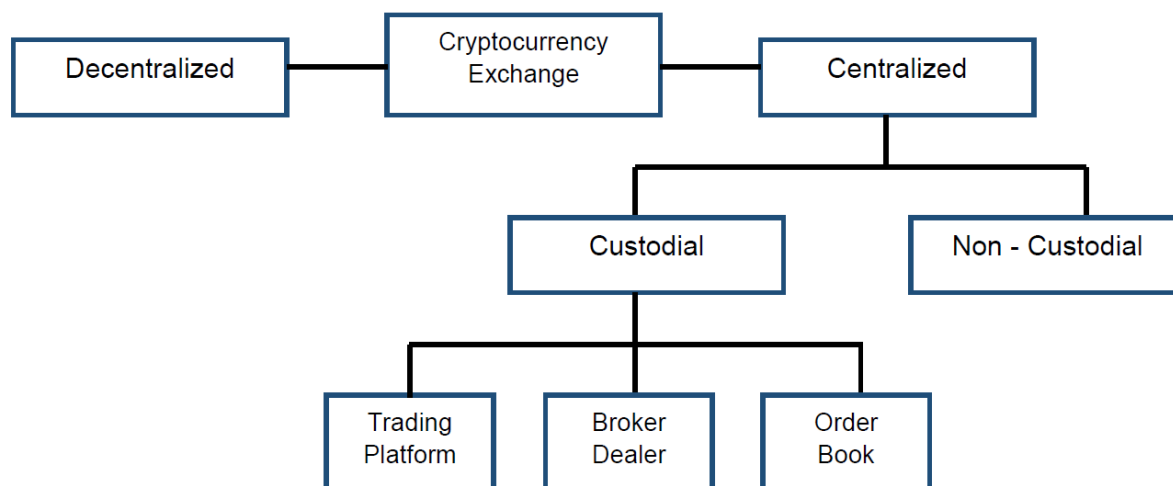 Decentralized
Cryptocurrency
Exchange
Centralized
Custodial
Non - Custodial
Trading
Platform
Broker
Dealer
Order
Book